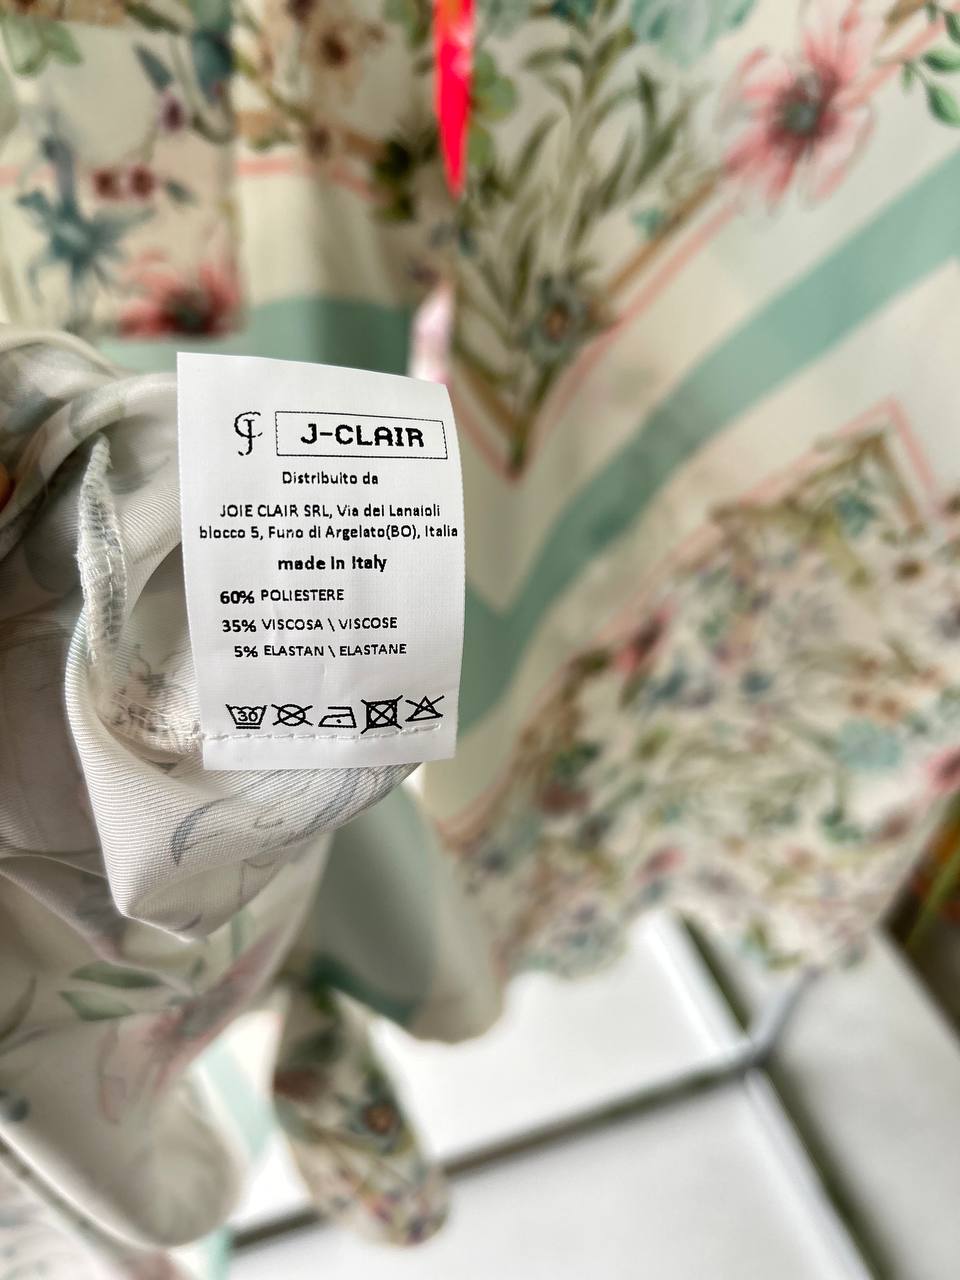 J-CLAIR
Distribuito da
JOIE CLAIR SRL, Via dei Lanaioli
blocco 5, Funo di Argelato(BO), Italia
made in Italy
60% POLIESTERE
35% VISCOSA \ VISCOSE
5% ELASTAN \ ELASTANE
30